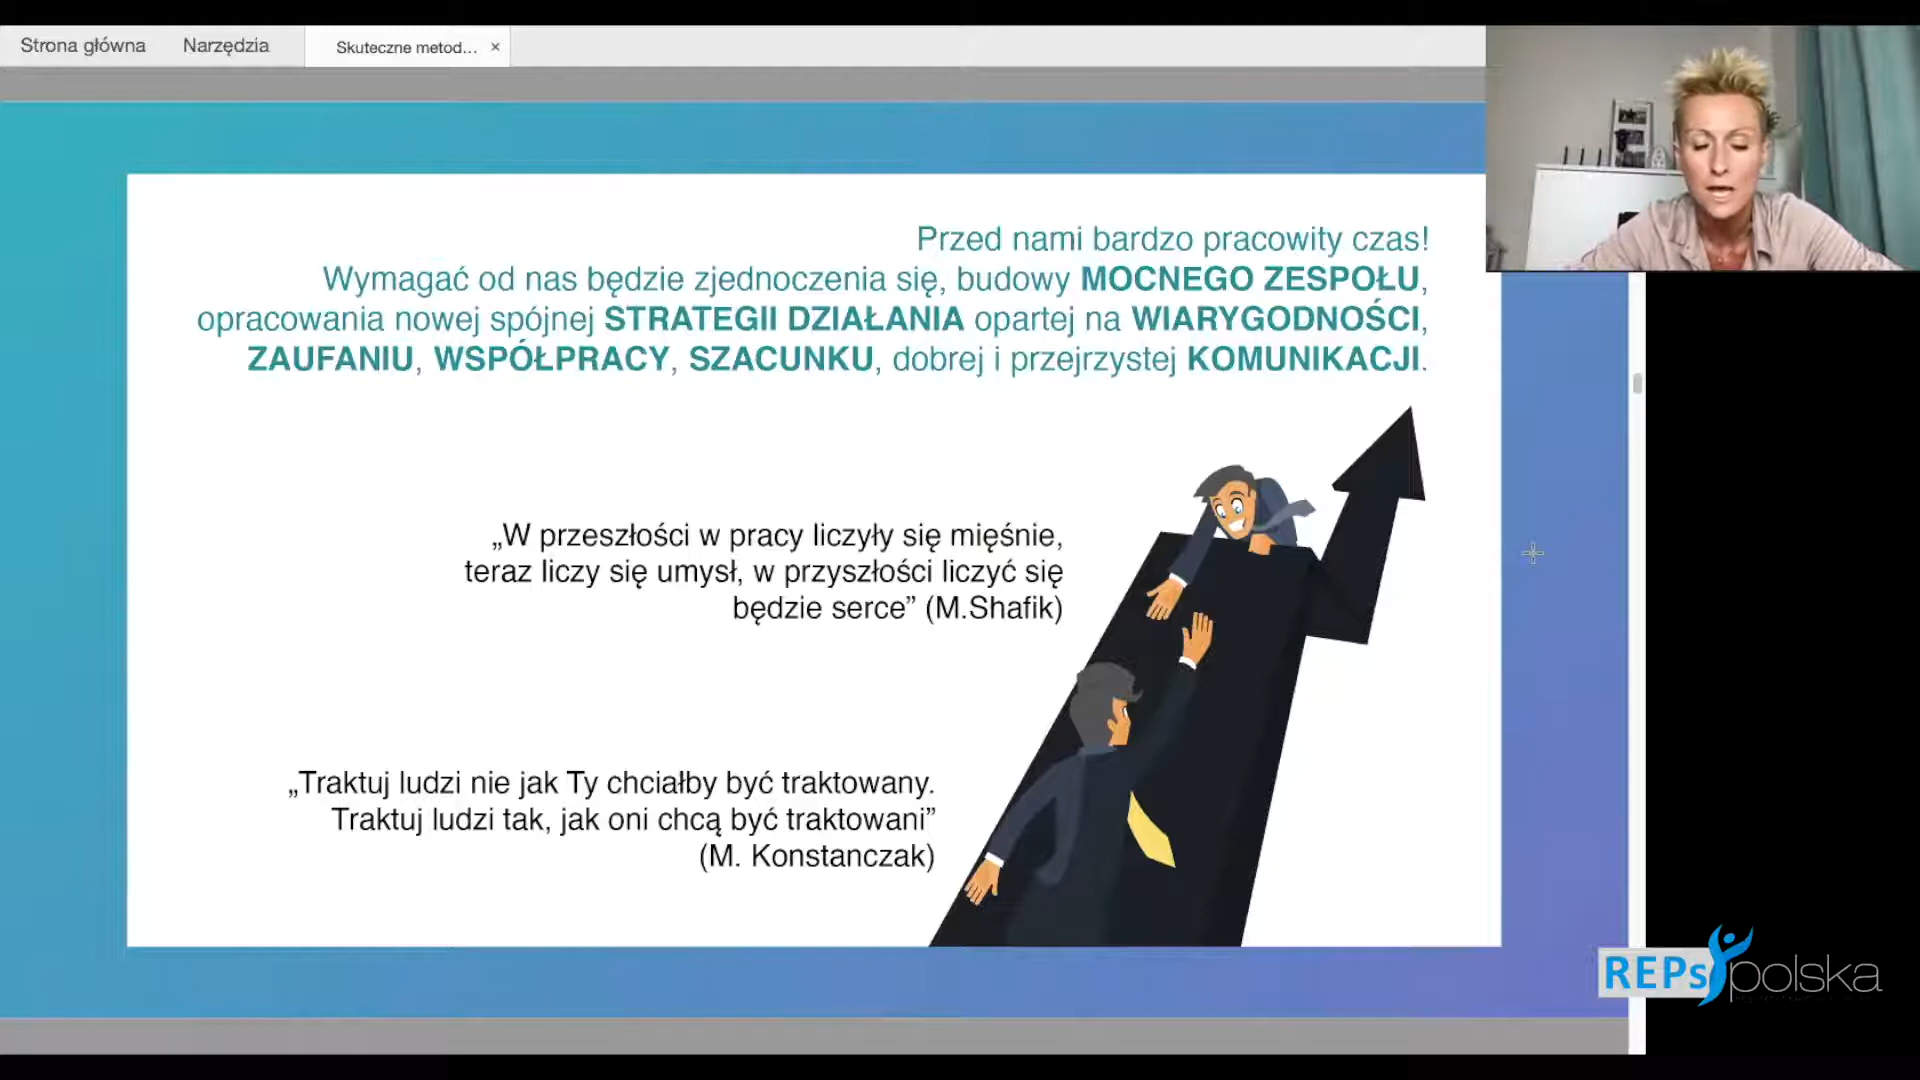 Strona główna
Narzędzia
Skuteczne metod... ×
Przed nami bardzo pracowity czas!
Wymagać od nas będzie zjednoczenia się, budowy MOCNEGO ZESPOŁU,
opracowania nowej spójnej STRATEGII DZIAŁANIA opartej na WIARYGODNOŚCI,
ZAUFANIU, WSPÓŁPRACY, SZACUNKU, dobrej i przejrzystej KOMUNIKACJI.
„W przeszłości w pracy liczyły się mięśnie,
teraz liczy się umysł, w przyszłości liczyć się
będzie serce” (M.Shafik)
„Traktuj ludzi nie jak Ty chciałby być traktowany.
Traktuj ludzi tak, jak oni chcą być traktowani”
(M. Konstanczak)
REPs polska